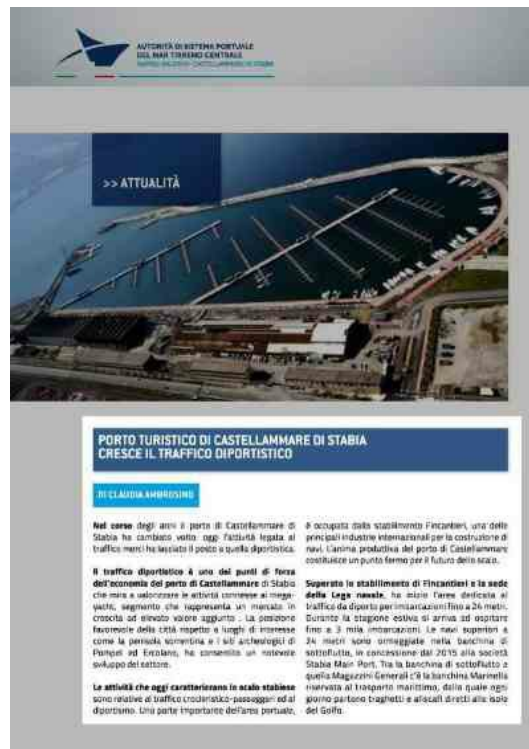 AUTORITÀ DI SISTEMA PORTUALE
DEL MAR TIRRENO CENTRALE
NAPOLI SALERNO CASTELLAMMARE DI STABIA
>> ATTUALITÀ
PORTO TURISTICO DI CASTELLAMMARE DI STABIA
CRESCE IL TRAFFICO DIPORTISTICO
DI CLAUDIA AMBROSINO
Nel corso degli anni il porto di Castellammare di
Stabia ha cambiato volto: oggi l'attività legata al
traffico merci ha lasciato il posto a quella diportistica.
Il traffico diportistico è uno dei punti di forza
dell'economia del porto di Castellammare di Stabia
che mira a valorizzare le attività connesse ai mega-
yacht, segmento che rappresenta un mercato in
crescita ad elevato valore aggiunto. La posizione
favorevole della città rispetto a luoghi di interesse
come la penisola sorrentina e i siti archeologici di
Pompei ed Ercolano, ha consentito un notevole
sviluppo del settore.
Le attività che oggi caratterizzano lo scalo stabiese
sono relative al traffico crocieristico-passeggeri ed al
diportismo. Una parte importante dell'area portuale,
è occupata dallo stabilimento Fincantieri, una delle
principali industrie internazionali per la costruzione di
navi. L'anima produttiva del porto di Castellammare
costituisce un punto fermo per il futuro dello scalo.
Superato lo stabilimento di Fincantieri e la sede
della Lega navale, ha inizio l'area dedicata al
traffico da diporto per imbarcazioni fino a 24 metri.
Durante la stagione estiva si arriva ad ospitare
fino a 3 mila imbarcazioni. Le navi superiori a
24 metri sono ormeggiate nella banchina di
sottoflutto, in concessione dal 2015 alla società
Stabia Main Port. Tra la banchina di sottoflutto e
quella Magazzini Generali c'è la banchina Marinella
riservata al trasporto marittimo, dalla quale ogni
giorno partono traghetti e aliscafi diretti alle isole
del Golfo.